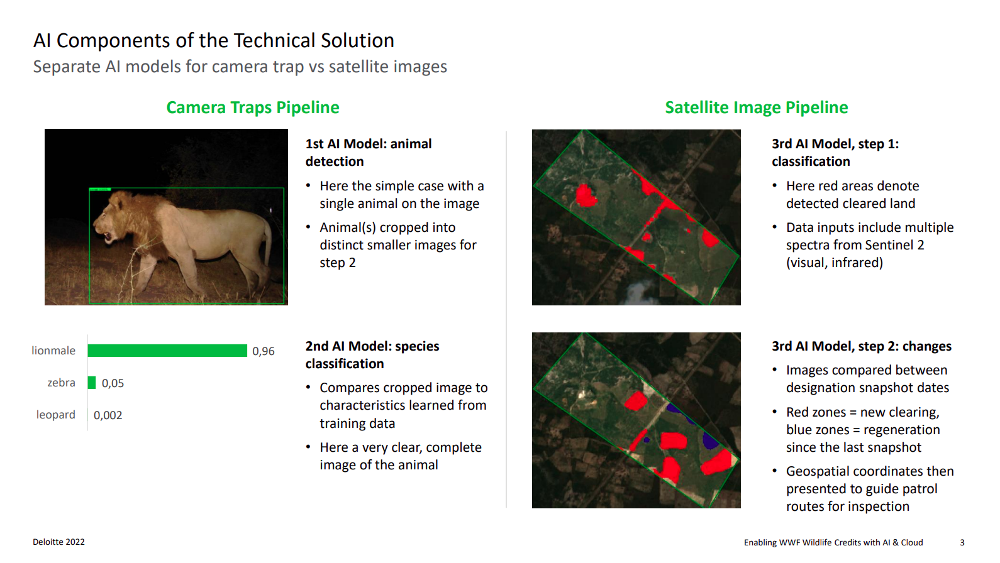 AI Components of the Technical Solution
Separate AI models for camera trap vs satellite images
Camera Traps Pipeline
1st AI Model: animal
detection
• Here the simple case with a
single animal on the image
• Animal(s) cropped into
distinct smaller images for
step 2
lionmale 0,96
zebra 0,05
leopard 0,002
2nd AI Model: species
classification
• Compares cropped image to
characteristics learned from
training data
• Here a very clear, complete
image of the animal
Satellite Image Pipeline
3rd AI Model, step 1:
classification
• Here red areas denote
detected cleared land
• Data inputs include multiple
spectra from Sentinel 2
(visual, infrared)
3rd AI Model, step 2: changes
• Images compared between
designation snapshot dates
• Red zones = new clearing,
blue zones = regeneration
since the last snapshot
• Geospatial coordinates then
presented to guide patrol
routes for inspection
Deloitte 2022
Enabling WWF Wildlife Credits with AI & Cloud 3